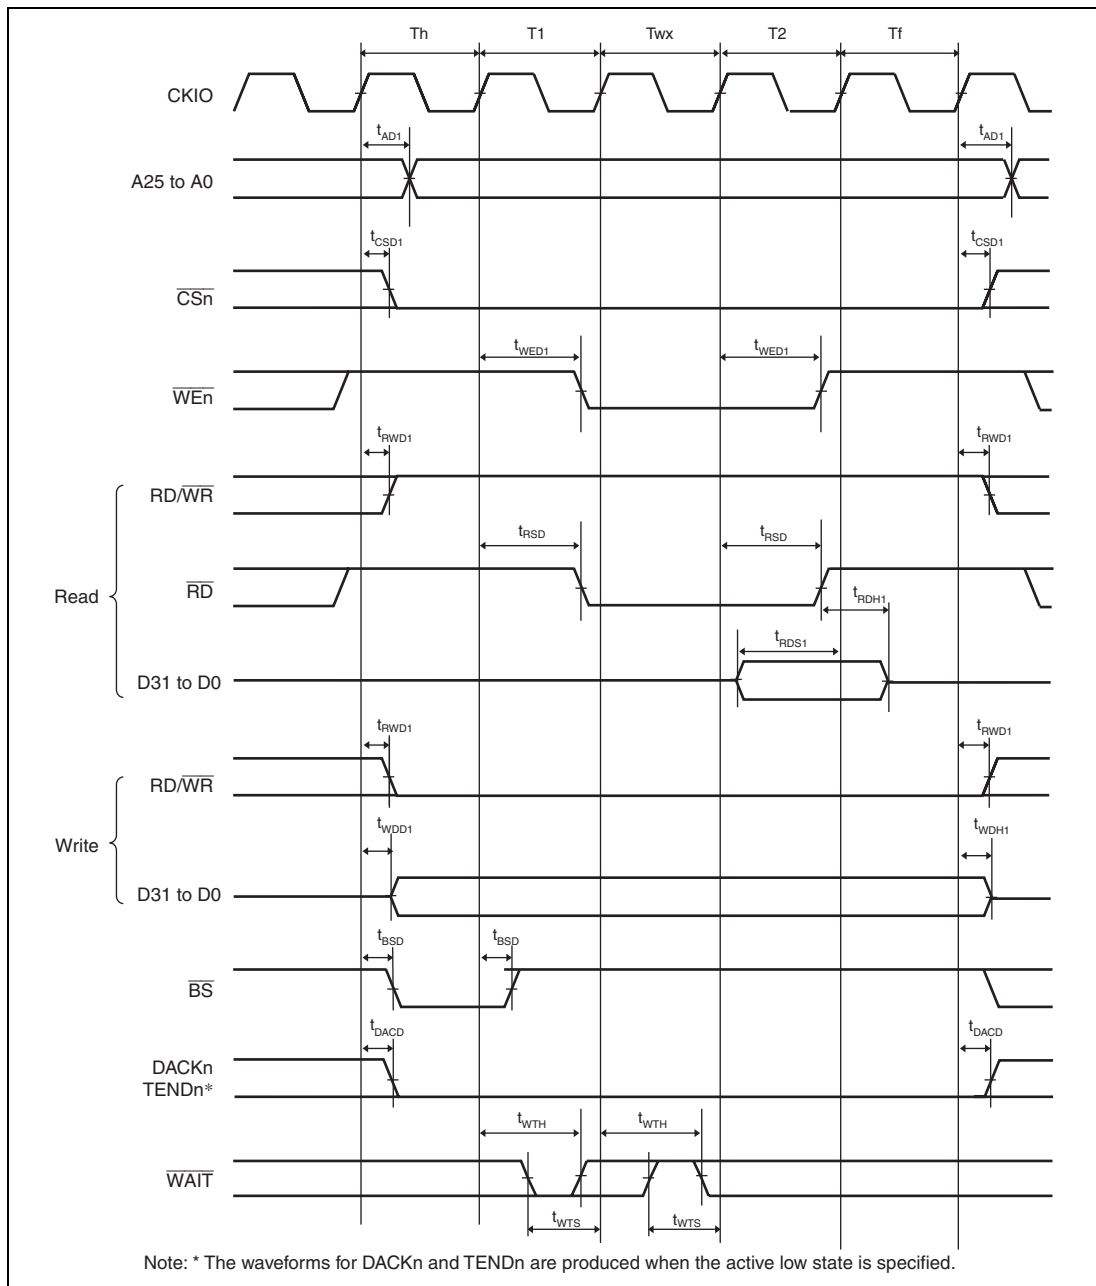 Th T1 Twx T2 Tf
CKIO
tAD1 tAD1
A25 to A0
tCSD1 tCSD1
CSn
tWED1 tWED1
WEn
tRWD1 tRWD1
RD/WR
tRSD tRSD
Read
RD
tRDH1
tRDS1
D31 to D0
tRWD1 tRWD1
RD/WR
tWDD1 tWDH1
Write
D31 to D0
tBSD tBSD
BS
tDACD tDACD
DACKn
TENDn*
tWTH tWTH
WAIT
tWTS tWTS
Note: * The waveforms for DACKn and TENDn are produced when the active low state is specified.